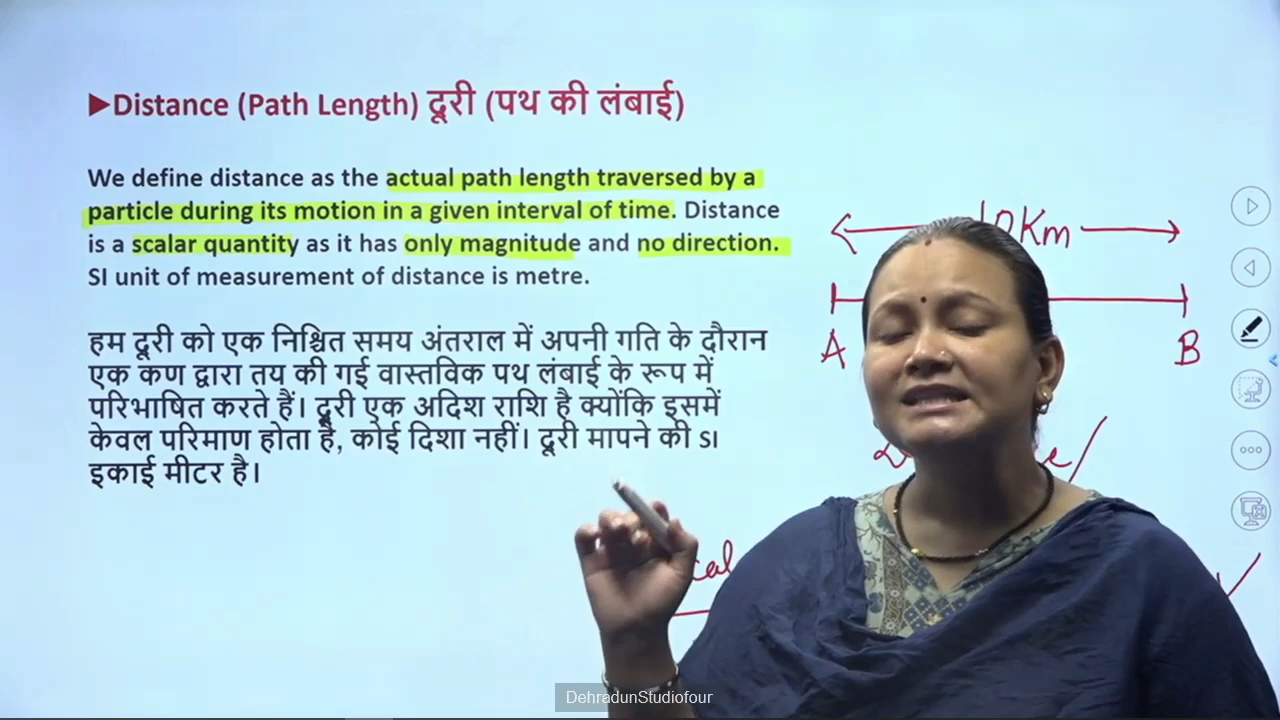 ▶Distance (Path Length) दूरी (पथ की लंबाई)
We define distance as the actual path length traversed by a
particle during its motion in a given interval of time. Distance
is a scalar quantity as it has only magnitude and no direction.
SI unit of measurement of distance is metre.
हम दूरी को एक निश्चित समय अंतराल में अपनी गति के दौरान
एक कण द्वारा तय की गई वास्तविक पथ लंबाई के रूप में
परिभाषित करते हैं। दूरी एक अदिश राशि है क्योंकि इसमें
केवल परिमाण होता है, कोई दिशा नहीं। दूरी मापने की SI
इकाई मीटर है।
10Km
A B
DehradunStudiofour